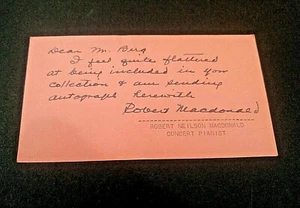 Dear Mr. Berg
I feel quite flattered
at being included in your
collection & am sending
autograph herewith
Robert Macdonald
ROBERT NEILSON MACDONALD
CONCERT PIANIST